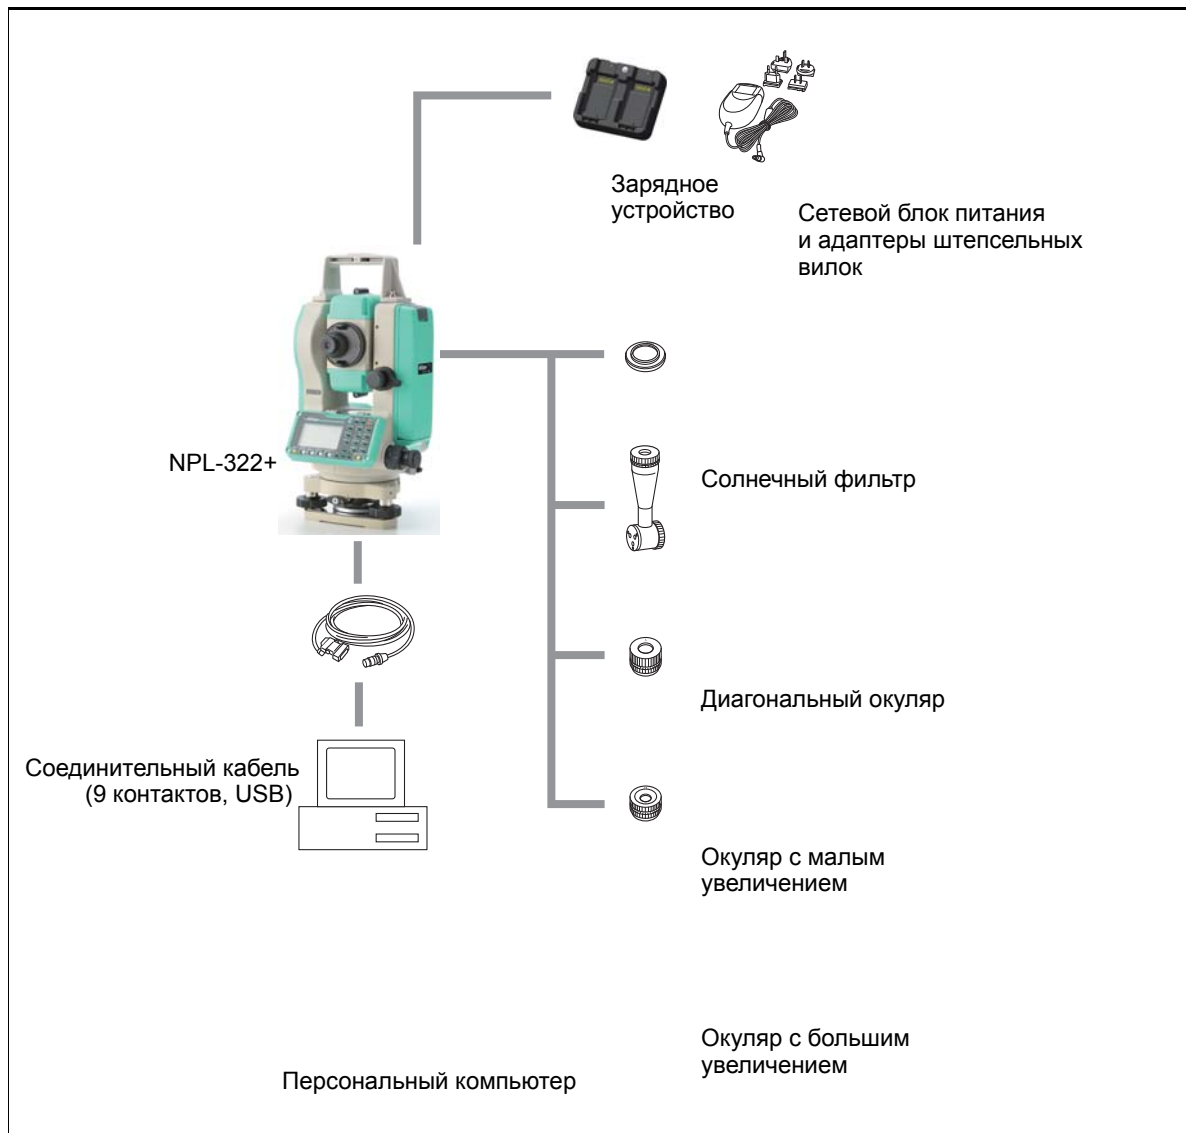 Зарядное
устройство
Сетевой блок питания
и адаптеры штепсельных
вилок
NPL-322+
Солнечный фильтр
Диагональный окуляр
Соединительный кабель
(9 контактов, USB)
Окуляр с малым
увеличением
Окуляр с большим
увеличением
Персональный компьютер